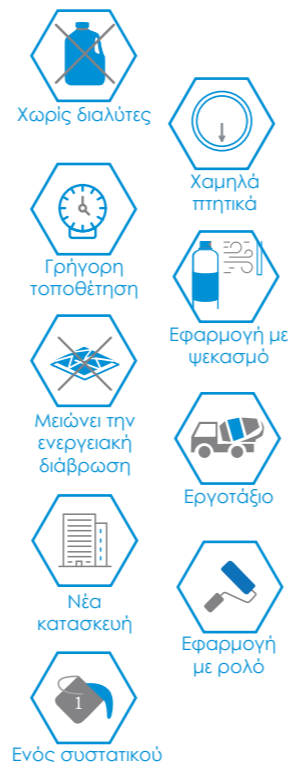 Χωρίς διαλύτες
Χαμηλά
πτητικά
Γρήγορη
τοποθέτηση
Εφαρμογή με
ψεκασμό
Μειώνει την
ενεργειακή
διάβρωση
Εργοτάξιο
Νέα
κατασκευή
Εφαρμογή
με ρολό
1
Ενός συστατικού